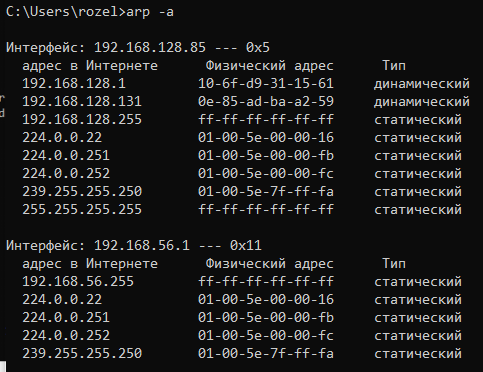 C:\Users\rozel>arp -a
Интерфейс: 192.168.128.85 --- 0x5
адрес в Интернете Физический адрес Тип
192.168.128.1 10-6f-d9-31-15-61 динамический
192.168.128.131 0e-85-ad-ba-a2-59 динамический
192.168.128.255 ff-ff-ff-ff-ff-ff статический
224.0.0.22 01-00-5e-00-00-16 статический
224.0.0.251 01-00-5e-00-00-fb статический
224.0.0.252 01-00-5e-00-00-fc статический
239.255.255.250 01-00-5e-7f-ff-fa статический
255.255.255.255 ff-ff-ff-ff-ff-ff статический
Интерфейс: 192.168.56.1 --- 0x11
адрес в Интернете Физический адрес Тип
192.168.56.255 ff-ff-ff-ff-ff-ff статический
224.0.0.22 01-00-5e-00-00-16 статический
224.0.0.251 01-00-5e-00-00-fb статический
224.0.0.252 01-00-5e-00-00-fc статический
239.255.255.250 01-00-5e-7f-ff-fa статический